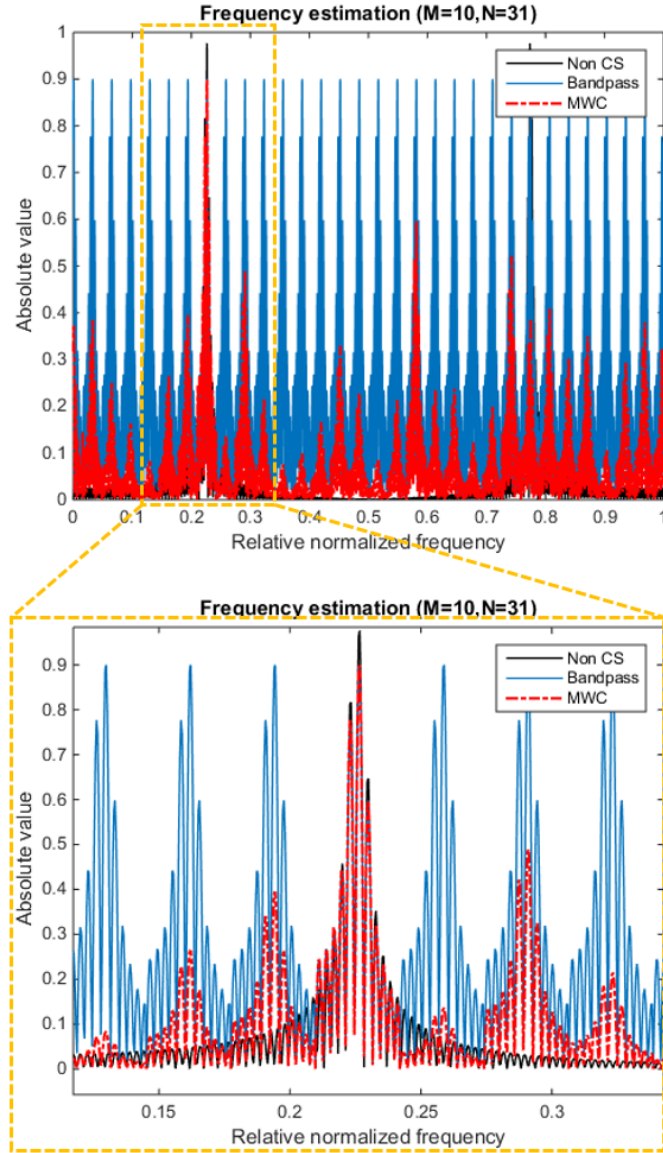 Frequency estimation (M=10,N=31)
1
0.9
0.8
0.7
0.6
0.5
0.4
0.3
0.2
0.1
0
Absolute value
Non CS
Bandpass
MWC
0 0.1 0.2 0.3 0.4 0.5 0.6 0.7 0.8 0.9 1
Relative normalized frequency
Frequency estimation (M=10,N=31)
0.9
0.8
0.7
0.6
0.5
0.4
0.3
0.2
0.1
0
Absolute value
Non CS
Bandpass
MWC
0.15 0.2 0.25 0.3
Relative normalized frequency